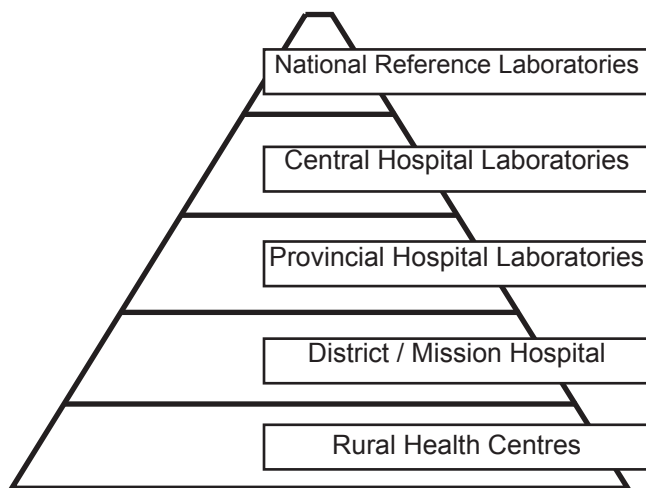 National Reference Laboratories
Central Hospital Laboratories
Provincial Hospital Laboratories
District / Mission Hospital
Rural Health Centres